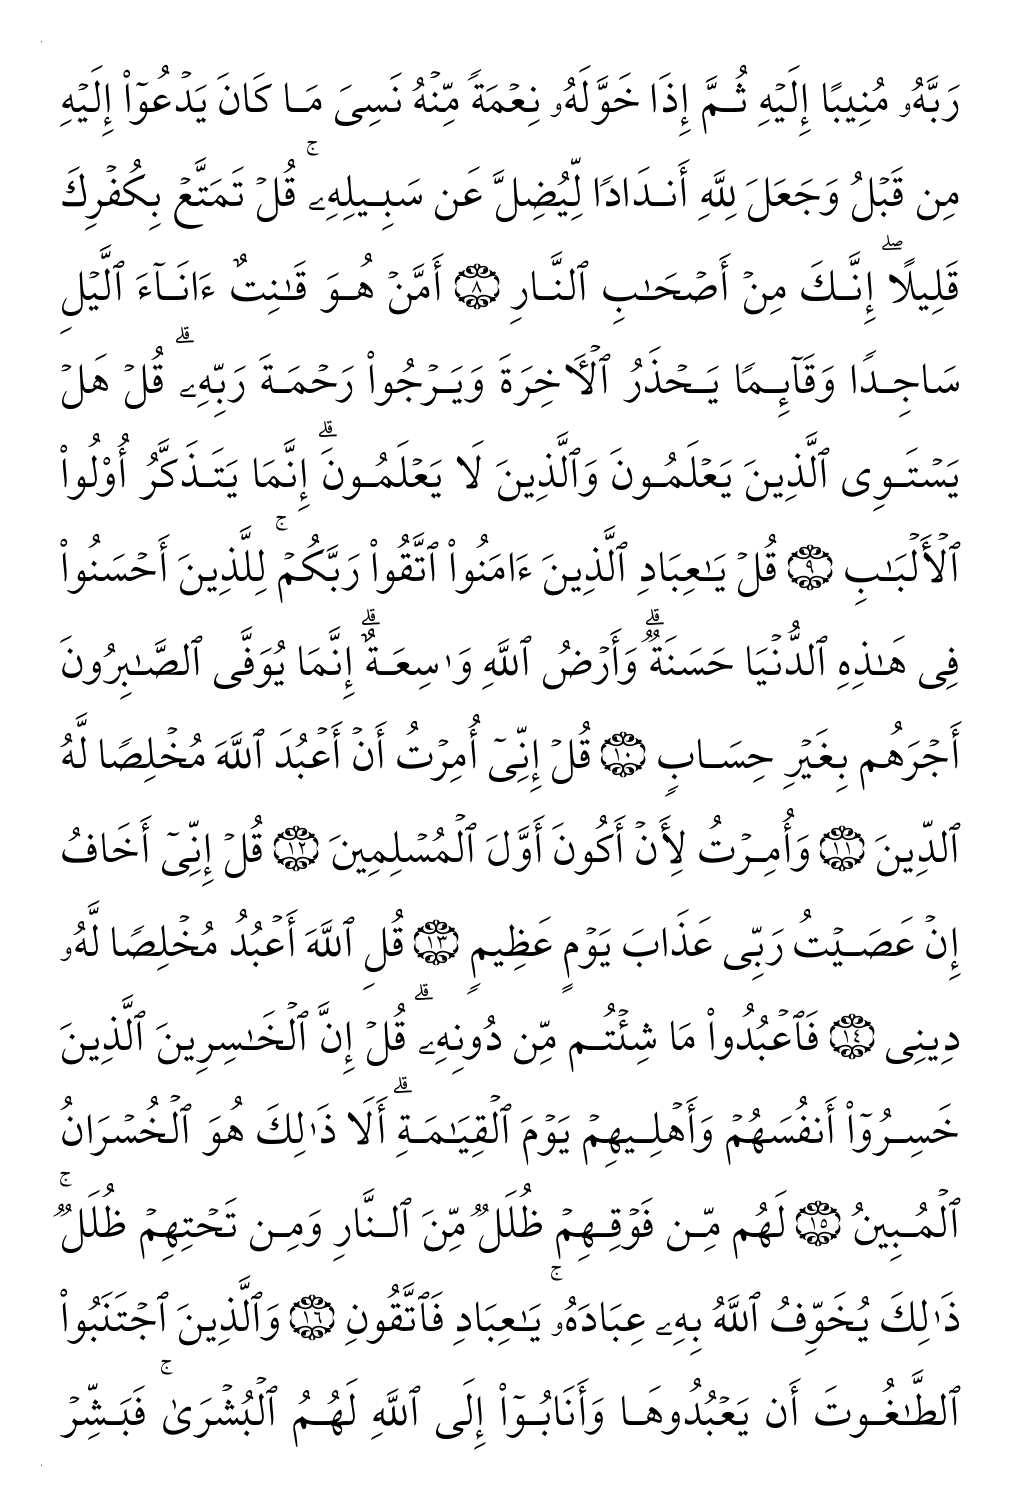 رَبَّهُۥ مُنِيبًا إِلَيۡهِ ثُمَّ إِذَا خَوَّلَهُۥ نِعۡمَةً مِّنۡهُ نَسِيَ مَا كَانَ يَدۡعُوٓاْ إِلَيۡهِ
مِن قَبۡلُ وَجَعَلَ لِلَّهِ أَندَادًا لِّيُضِلَّ عَن سَبِيلِهِۦۚ قُلۡ تَمَتَّعۡ بِكُفۡرِكَ
قَلِيلًاۖ إِنَّكَ مِنۡ أَصۡحَٰبِ ٱلنَّارِ ۝٨ أَمَّنۡ هُوَ قَٰنِتٌ ءَانَآءَ ٱلَّيۡلِ
سَاجِدًا وَقَآئِمًا يَحۡذَرُ ٱلۡأٓخِرَةَ وَيَرۡجُواْ رَحۡمَةَ رَبِّهِۦۗ قُلۡ هَلۡ
يَسۡتَوِي ٱلَّذِينَ يَعۡلَمُونَ وَٱلَّذِينَ لَا يَعۡلَمُونَۗ إِنَّمَا يَتَذَكَّرُ أُوْلُواْ
ٱلۡأَلۡبَٰبِ ۝٩ قُلۡ يَٰعِبَادِ ٱلَّذِينَ ءَامَنُواْ ٱتَّقُواْ رَبَّكُمۡۚ لِلَّذِينَ أَحۡسَنُواْ
فِي هَٰذِهِ ٱلدُّنۡيَا حَسَنَةٌۗ وَأَرۡضُ ٱللَّهِ وَٰسِعَةٌۗ إِنَّمَا يُوَفَّى ٱلصَّٰبِرُونَ
أَجۡرَهُم بِغَيۡرِ حِسَابٍ ۝١٠ قُلۡ إِنِّيٓ أُمِرۡتُ أَنۡ أَعۡبُدَ ٱللَّهَ مُخۡلِصًا لَّهُ
ٱلدِّينَ ۝١١ وَأُمِرۡتُ لِأَنۡ أَكُونَ أَوَّلَ ٱلۡمُسۡلِمِينَ ۝١٢ قُلۡ إِنِّيٓ أَخَافُ
إِنۡ عَصَيۡتُ رَبِّي عَذَابَ يَوۡمٍ عَظِيمٍ ۝١٣ قُلِ ٱللَّهَ أَعۡبُدُ مُخۡلِصًا لَّهُۥ
دِينِي ۝١٤ فَٱعۡبُدُواْ مَا شِئۡتُم مِّن دُونِهِۦۗ قُلۡ إِنَّ ٱلۡخَٰسِرِينَ ٱلَّذِينَ
خَسِرُوٓاْ أَنفُسَهُمۡ وَأَهۡلِيهِمۡ يَوۡمَ ٱلۡقِيَٰمَةِۗ أَلَا ذَٰلِكَ هُوَ ٱلۡخُسۡرَانُ
ٱلۡمُبِينُ ۝١٥ لَهُم مِّن فَوۡقِهِمۡ ظُلَلٌ مِّنَ ٱلنَّارِ وَمِن تَحۡتِهِمۡ ظُلَلٌۚ
ذَٰلِكَ يُخَوِّفُ ٱللَّهُ بِهِۦ عِبَادَهُۥۚ يَٰعِبَادِ فَٱتَّقُونِ ۝١٦ وَٱلَّذِينَ ٱجۡتَنَبُواْ
ٱلطَّٰغُوتَ أَن يَعۡبُدُوهَا وَأَنَابُوٓاْ إِلَى ٱللَّهِ لَهُمُ ٱلۡبُشۡرَىٰۚ فَبَشِّرۡ